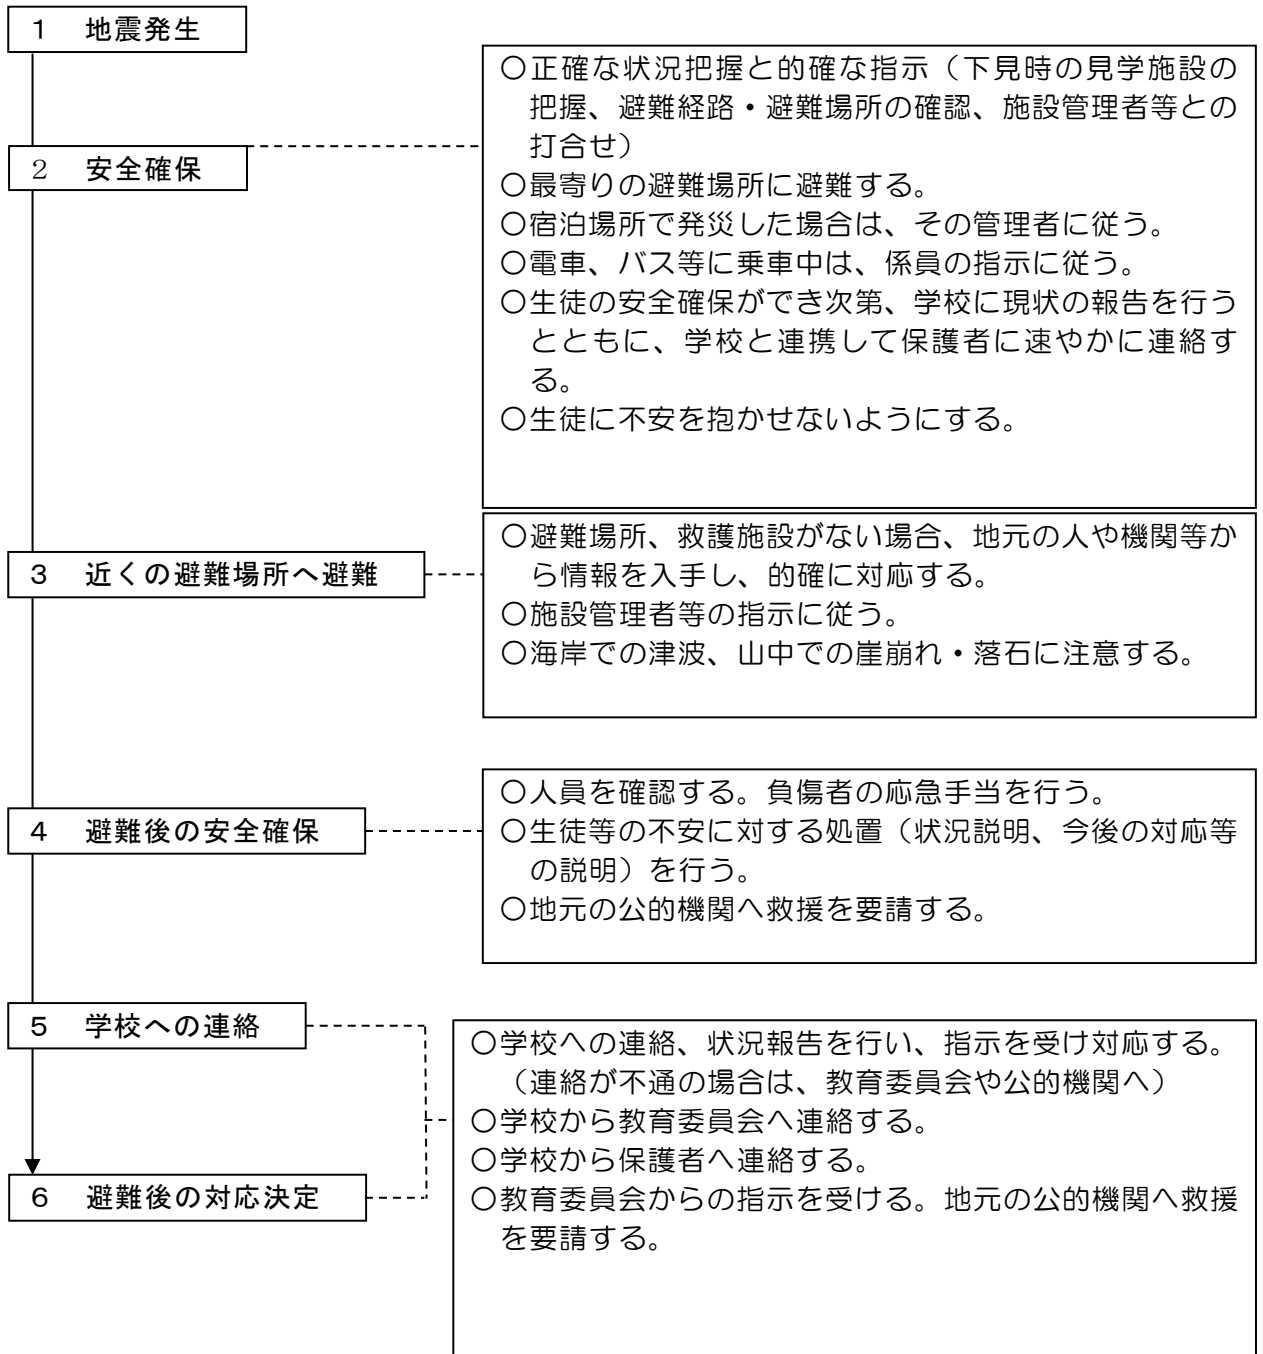 １　地震発生
２　安全確保
〇正確な状況把握と的確な指示（下見時の見学施設の
把握、避難経路・避難場所の確認、施設管理者等との
打合せ）
〇最寄りの避難場所に避難する。
〇宿泊場所で発災した場合は、その管理者に従う。
〇電車、バス等に乗車中は、係員の指示に従う。
〇生徒の安全確保ができ次第、学校に現状の報告を行う
とともに、学校と連携して保護者に速やかに連絡す
る。
〇生徒に不安を抱かせないようにする。
３　近くの避難場所へ避難
〇避難場所、救護施設がない場合、地元の人や機関等か
ら情報を入手し、的確に対応する。
〇施設管理者等の指示に従う。
〇海岸での津波、山中での崖崩れ・落石に注意する。
４　避難後の安全確保
〇人員を確認する。負傷者の応急手当を行う。
〇生徒等の不安に対する処置（状況説明、今後の対応等
の説明）を行う。
〇地元の公的機関へ救援を要請する。
５　学校への連絡
６　避難後の対応決定
〇学校への連絡、状況報告を行い、指示を受け対応する。
（連絡が不通の場合は、教育委員会や公的機関へ）
〇学校から教育委員会へ連絡する。
〇学校から保護者へ連絡する。
〇教育委員会からの指示を受ける。地元の公的機関へ救援
を要請する。